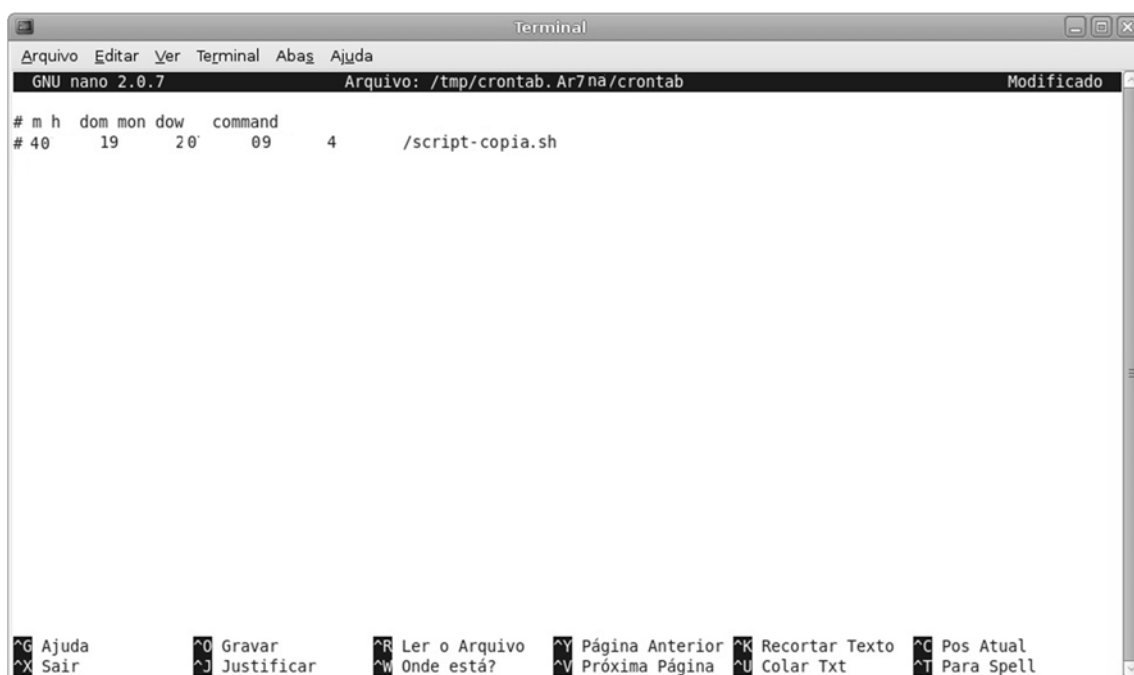 Terminal
Arquivo Editar Ver Terminal Abas Ajuda
GNU nano 2.0.7 Arquivo: /tmp/crontab.Ar7na/crontab Modificado
# m h dom mon dow command
# 40 19 20 09 4 /script-copia.sh
^G Ajuda ^O Gravar ^R Ler o Arquivo ^Y Página Anterior ^K Recortar Texto ^C Pos Atual
^X Sair ^J Justificar ^W Onde está? ^V Próxima Página ^U Colar Txt ^T Para Spell